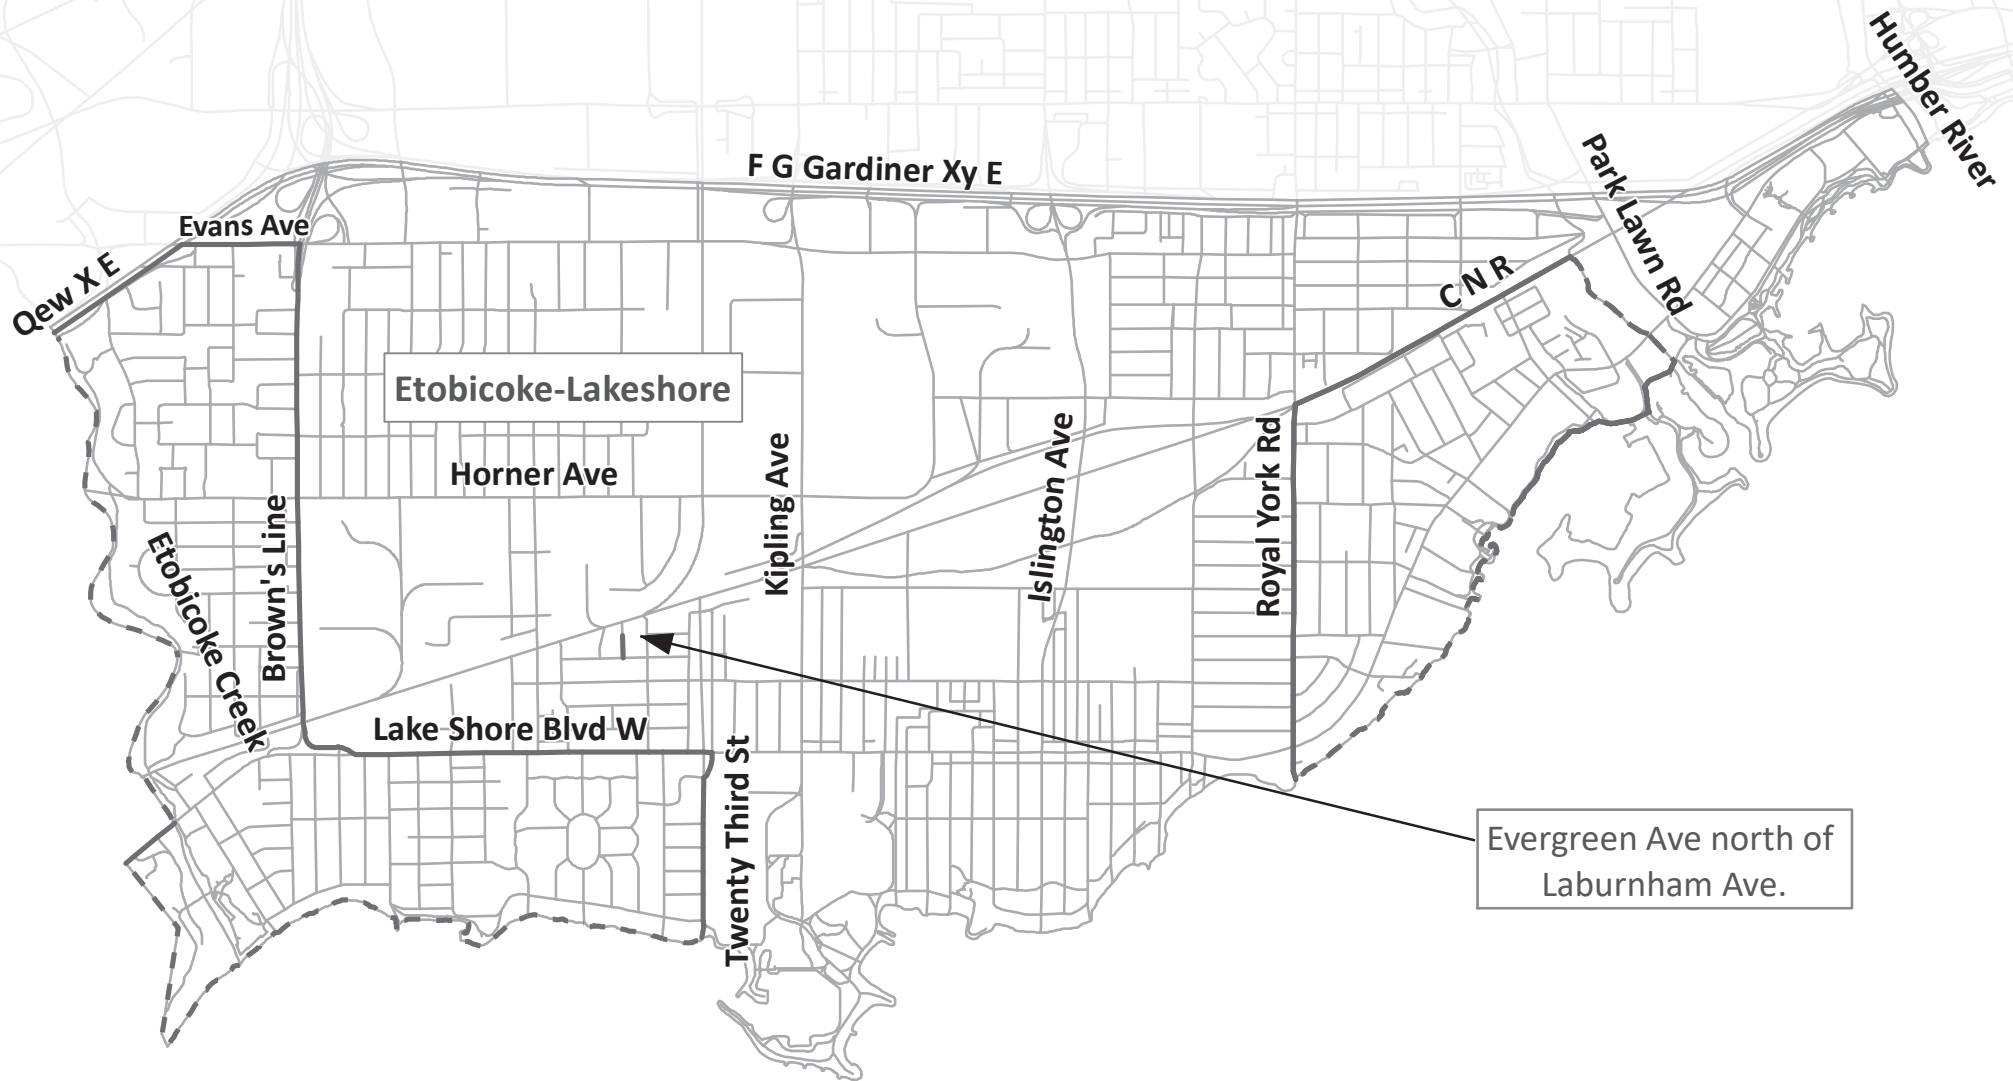 Humber River
F G Gardiner Xy E
Park Lawn Rd
Evans Ave
Qew X E
C N R
Etobicoke-Lakeshore
Horner Ave
Kipling Ave
Islington Ave
Royal York Rd
Brown's Line
Etobicoke Creek
Lake Shore Blvd W
Twenty Third St
Evergreen Ave north of
Laburnham Ave.